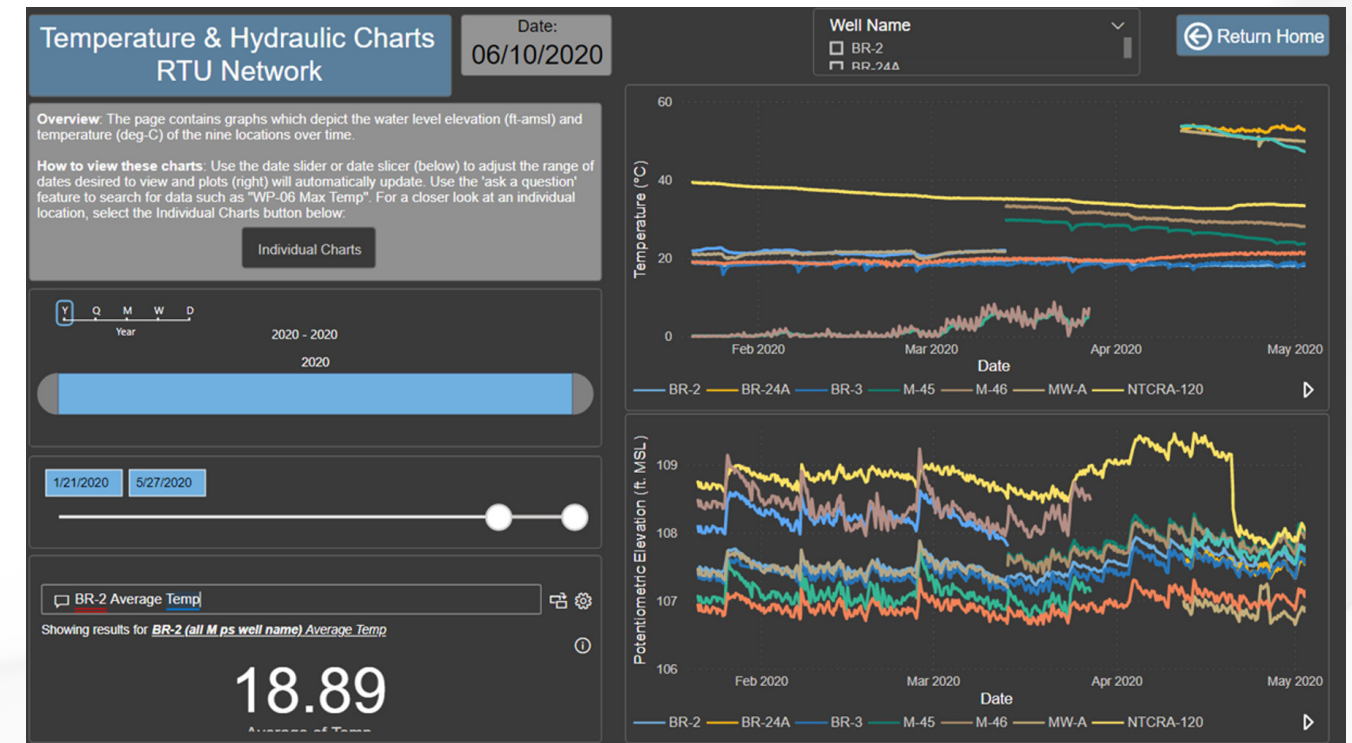 Temperature & Hydraulic Charts
RTU Network
Date:
06/10/2020
Well Name
BR-2
BR-24A
Return Home
Overview: The page contains graphs which depict the water level elevation (ft-amsl) and
temperature (deg-C) of the nine locations over time.
How to view these charts: Use the date slider or date slicer (below) to adjust the range of
dates desired to view and plots (right) will automatically update. Use the 'ask a question'
feature to search for data such as "WP-06 Max Temp". For a closer look at an individual
location, select the Individual Charts button below:
Individual Charts
Y Q M W D
Year
2020 - 2020
2020
1/21/2020 5/27/2020
BR-2 Average Temp
Showing results for BR-2 (all M ps well name) Average Temp
18.89
Average of Temp
Temperature (°C)
60
40
20
0
Feb 2020 Mar 2020 Apr 2020 May 2020
Date
BR-2 BR-24A BR-3 M-45 M-46 MW-A NTCRA-120
Potentiometric Elevation (ft. MSL)
109
108
107
106
Feb 2020 Mar 2020 Apr 2020 May 2020
Date
BR-2 BR-24A BR-3 M-45 M-46 MW-A NTCRA-120